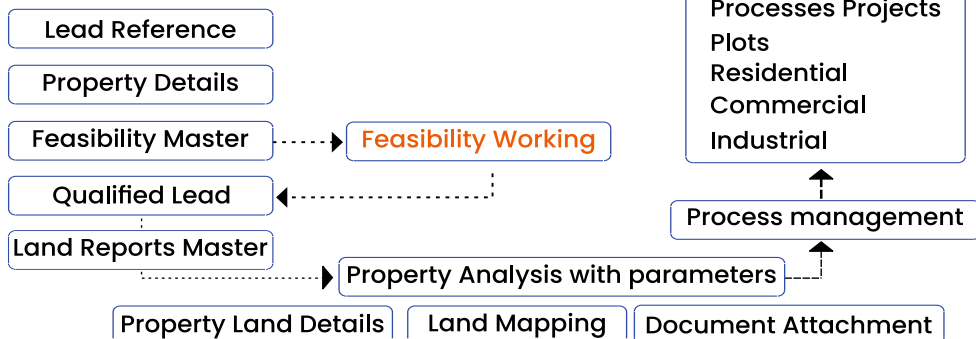 Lead Reference
Property Details
Feasibility Master
Feasibility Working
Qualified Lead
Land Reports Master
Processes Projects
Plots
Residential
Commercial
Industrial
Process management
Property Analysis with parameters
Property Land Details
Land Mapping
Document Attachment